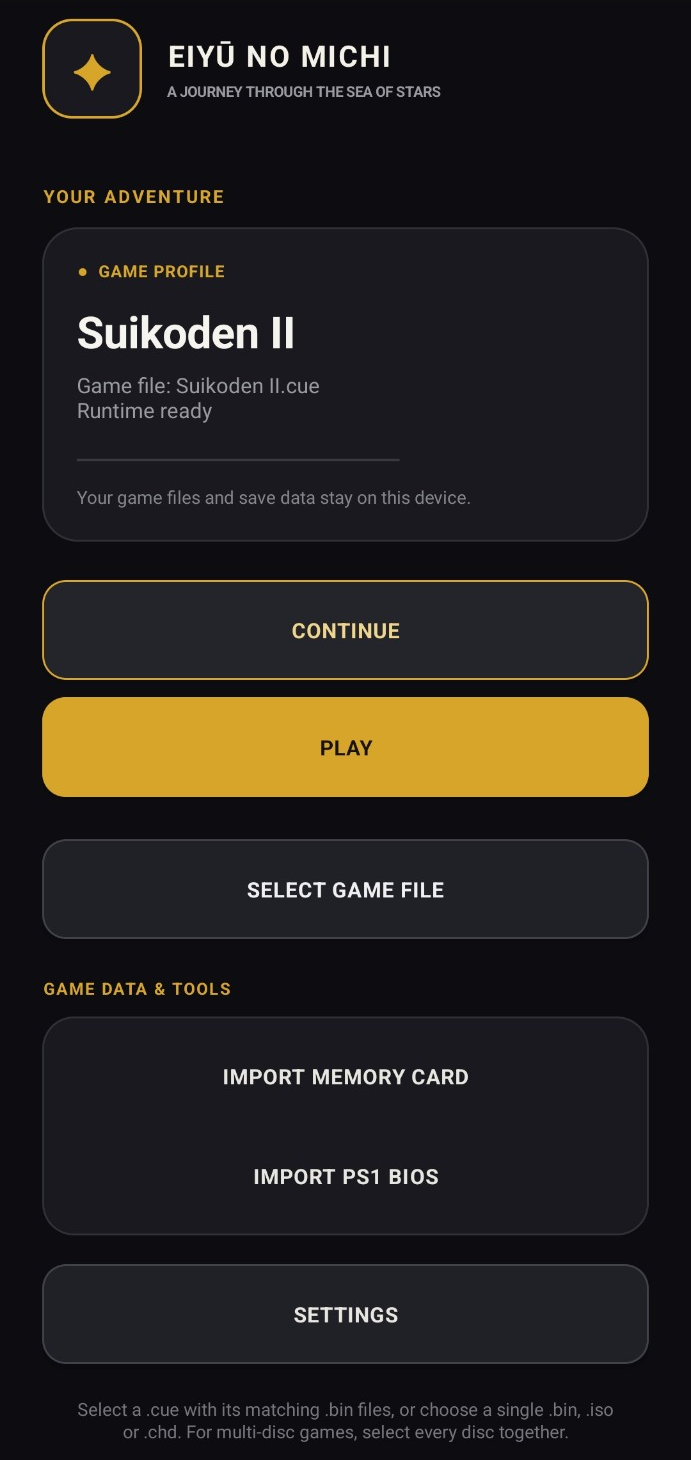 EIYŪ NO MICHI
A JOURNEY THROUGH THE SEA OF STARS
YOUR ADVENTURE
GAME PROFILE
Suikoden II
Game file: Suikoden II.cue
Runtime ready
Your game files and save data stay on this device.
CONTINUE
PLAY
SELECT GAME FILE
GAME DATA & TOOLS
IMPORT MEMORY CARD
IMPORT PS1 BIOS
SETTINGS
Select a .cue with its matching .bin files, or choose a single .bin, .iso
or .chd. For multi-disc games, select every disc together.